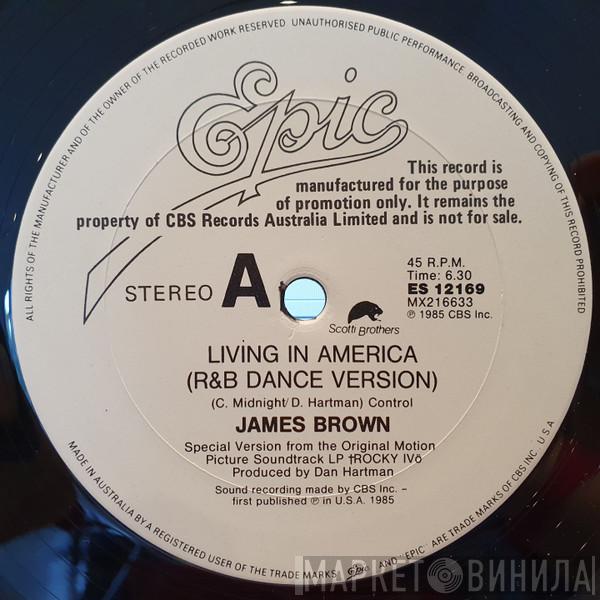 ALL RIGHTS OF THE MANUFACTURER AND OF THE OWNER OF THE RECORDED WORK RESERVED. UNAUTHORISED PUBLIC PERFORMANCE, BROADCASTING AND COPYING OF THIS RECORD PROHIBITED
Epic
This record is
manufactured for the purpose
of promotion only. It remains the
property of CBS Records Australia Limited and is not for sale.
STEREO A
45 R.P.M.
Time: 6.30
ES 12169
MX216633
℗ 1985 CBS Inc.
Scotti Brothers
LIVING IN AMERICA
(R&B DANCE VERSION)
(C. Midnight/D. Hartman) Control
JAMES BROWN
Special Version from the Original Motion
Picture Soundtrack LP †ROCKY IVö
Produced by Dan Hartman
Sound recording made by CBS Inc. –
first published ℗ in U.S.A. 1985
MADE IN AUSTRALIA BY A REGISTERED USER OF THE TRADE MARKS Epic AND "EPIC" ARE TRADE MARKS OF CBS INC. USA
МАРКЕТ ВИНИЛА